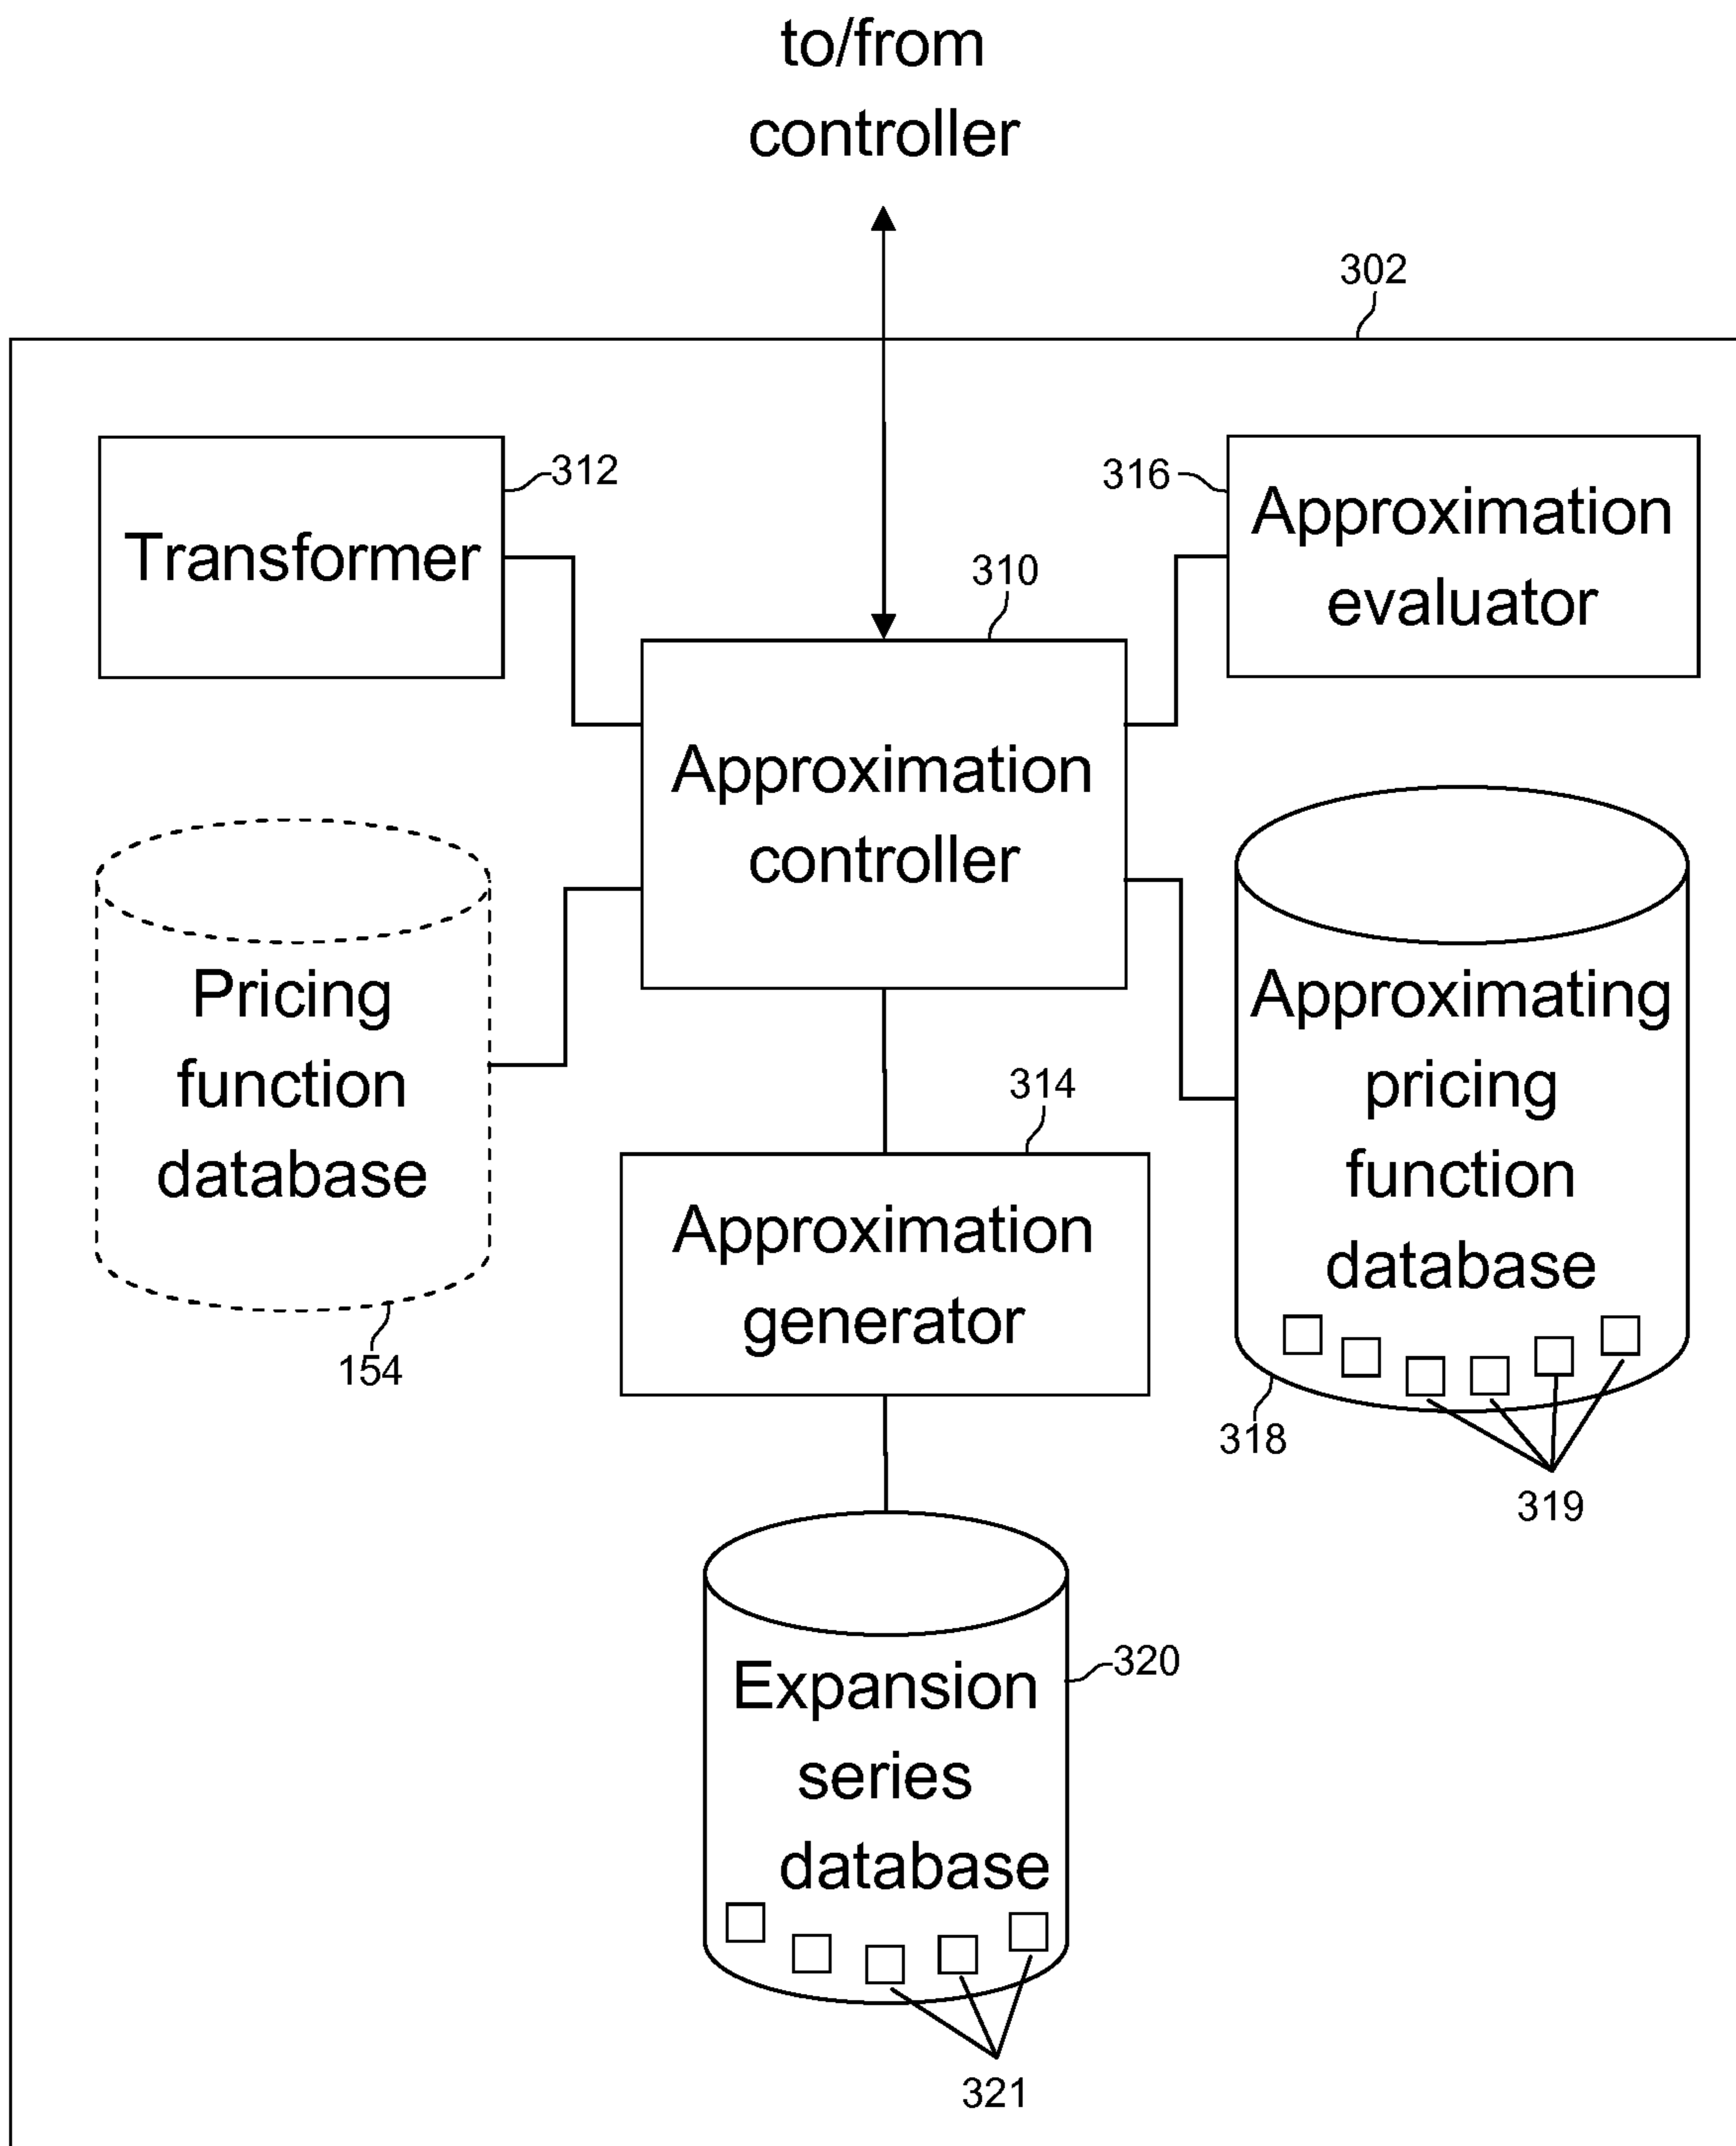 to/from
controller
302
Transformer
312
316
Approximation
evaluator
310
Approximation
controller
Pricing
function
database
154
Approximating
pricing
function
database
318
319
314
Approximation
generator
Expansion
series
database
320
321